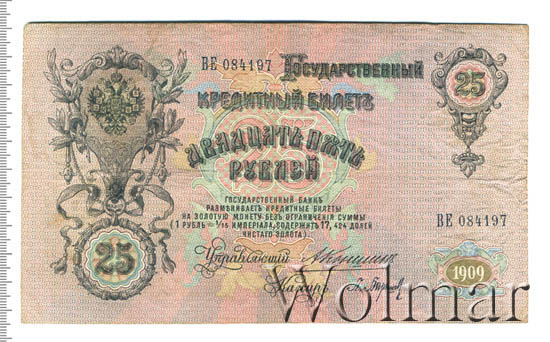 ВЕ 084197
Государственный
25
кредитный билетъ
двадцать пять
рублей
государственный банкъ
размѣниваетъ кредитные билеты
на золотую монету безъ ограниченія суммы
(1 рубль = 1/15 имперіала, содержитъ 17,424 долей
чистаго золота)
ВЕ 084197
25
Управляющій
Кассиръ
1909
Wolmar